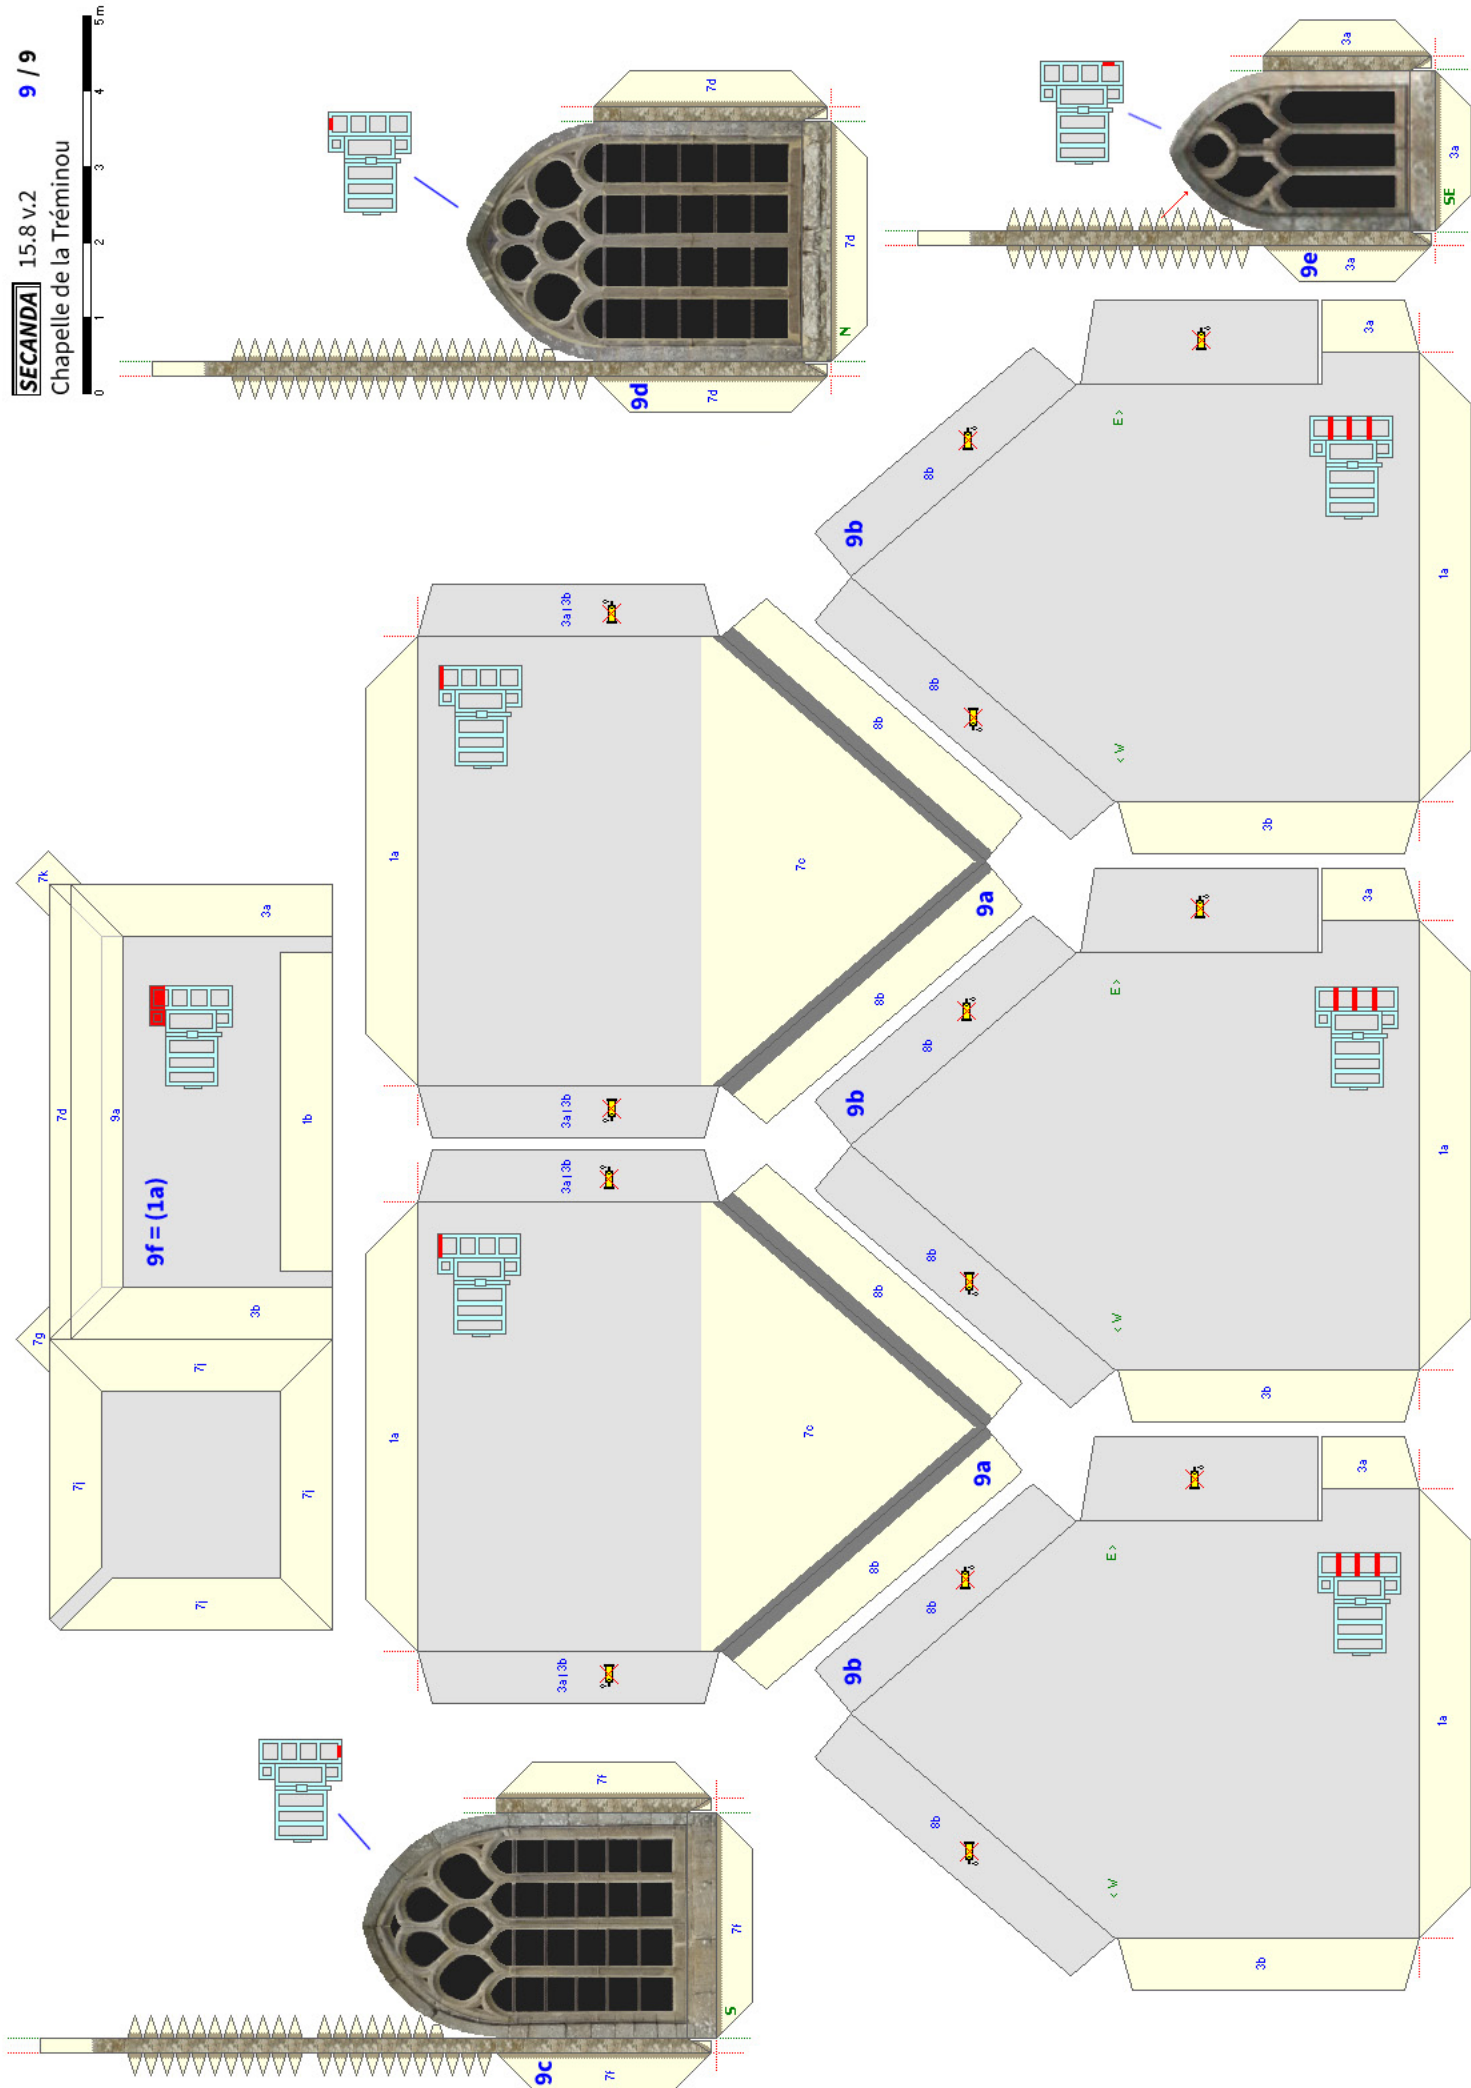 SECANDA 15.8 v.2 9 / 9
Chapelle de la Tréminou
0 1 2 3 4 5 m
7d
7d
7d
N
9d
3a
3a
3a
SE
9e
7k
7d
9a
3a
1b
9f = (1a)
3b
7g
7j
7j
7j
7j
1a
3a | 3b
3a | 3b
7c
8b
8b
9a
1a
3a | 3b
3a | 3b
7c
8b
8b
9a
9b
8b
8b
E>
<W
3a
3b
1a
9b
8b
8b
E>
<W
3a
3b
1a
9b
8b
8b
E>
<W
3a
3b
1a
7f
7f
7f
S
9c